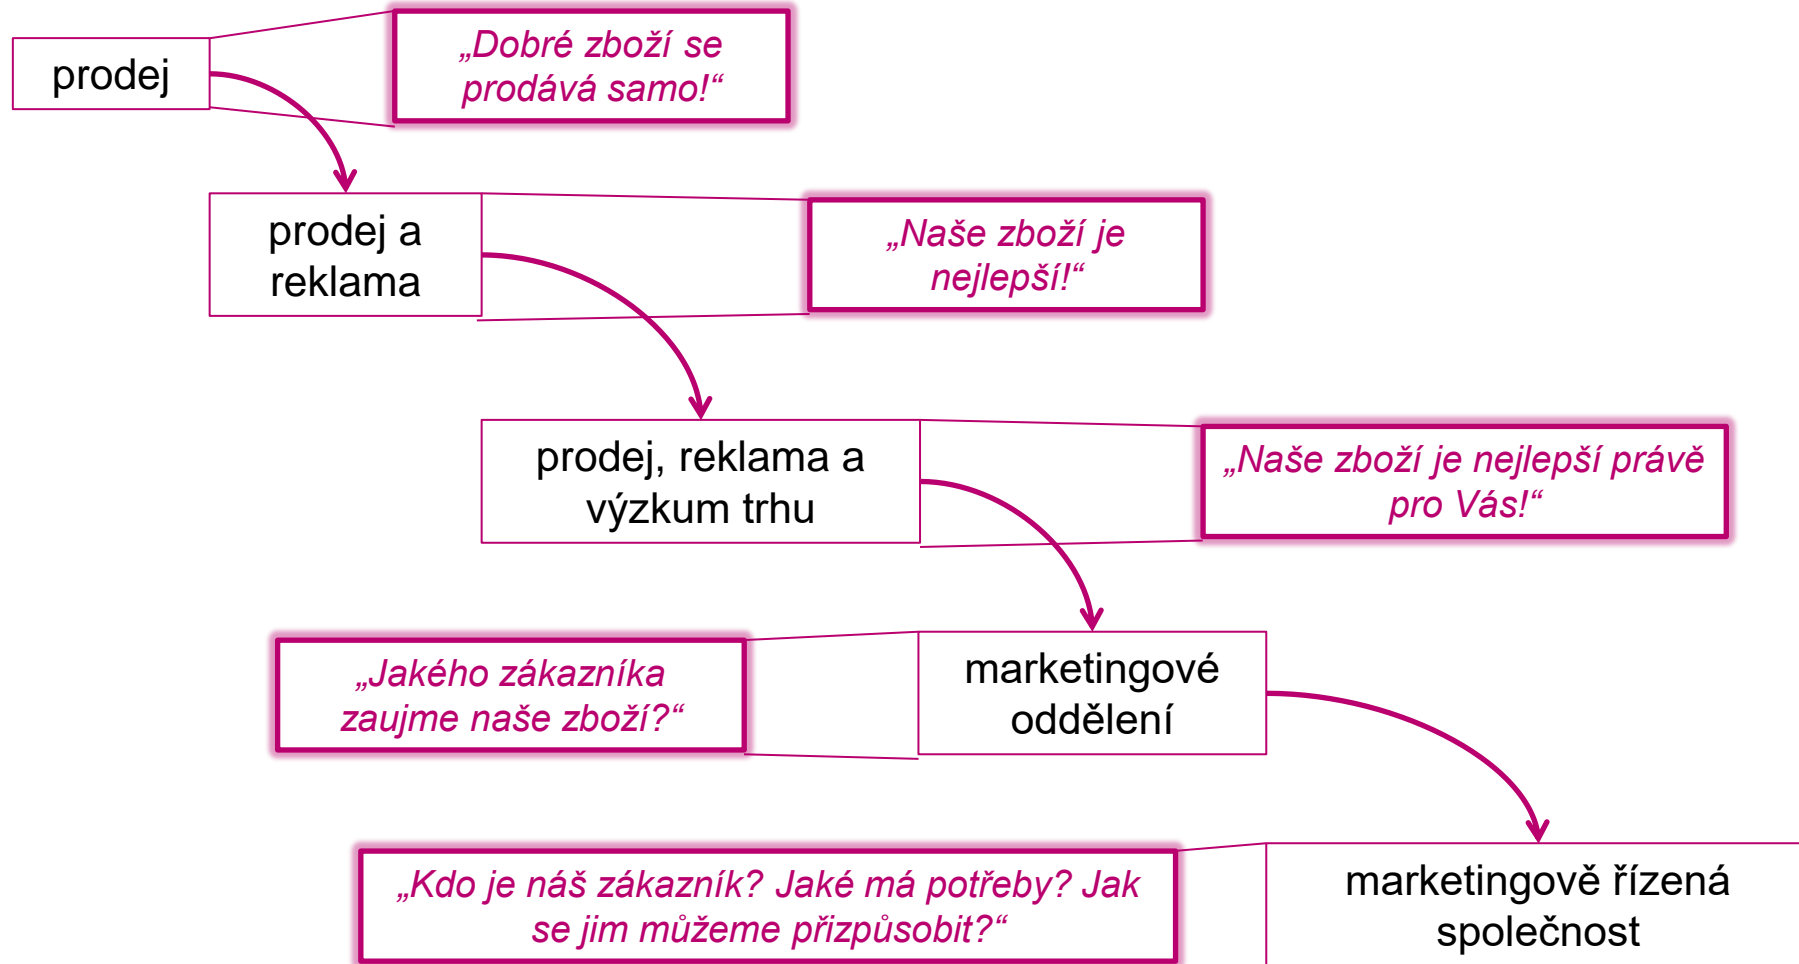 prodej
„Dobré zboží se
prodává samo!“
prodej a
reklama
„Naše zboží je
nejlepší!“
prodej, reklama a
výzkum trhu
„Naše zboží je nejlepší právě
pro Vás!“
„Jakého zákazníka
zaujme naše zboží?“
marketingové
oddělení
„Kdo je náš zákazník? Jaké má potřeby? Jak
se jim můžeme přizpůsobit?“
marketingově řízená
společnost